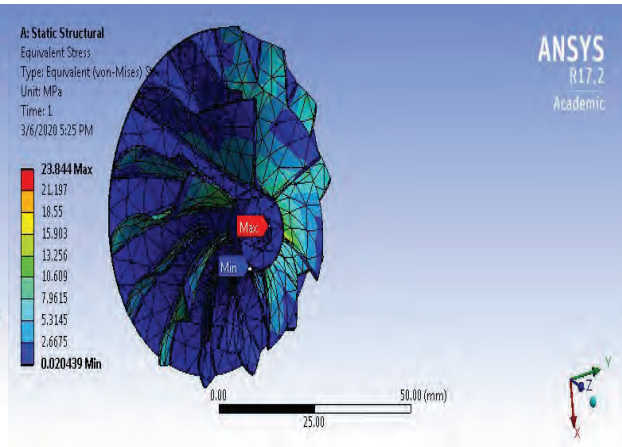 A: Static Structural
Equivalent Stress
Type: Equivalent (von-Mises)
Unit: MPa
Time: 1
3/6/2020 5:25 PM
23.844 Max
21.197
18.55
15.903
13.256
10.609
7.9615
5.3145
2.6675
0.020439 Min
ANSYS
R17.2
Academic
Max
Min
0.00
50.00 (mm)
25.00
Y
Z
X